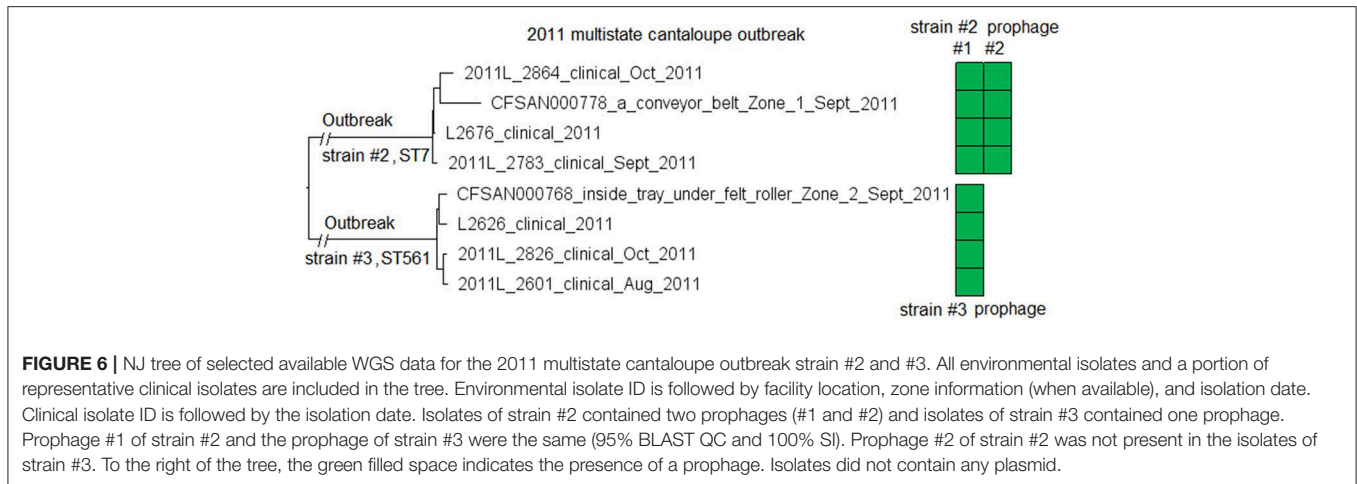 2011 multistate cantaloupe outbreak
strain #2 prophage
#1 #2
2011L_2864_clinical_Oct_2011
CFSAN000778_a_conveyor_belt_Zone_1_Sept_2011
Outbreak
strain #2, ST7
L2676_clinical_2011
2011L_2783_clinical_Sept_2011
CFSAN000768_inside_tray_under_felt_roller_Zone_2_Sept_2011
Outbreak
strain #3, ST561
L2626_clinical_2011
2011L_2826_clinical_Oct_2011
2011L_2601_clinical_Aug_2011
strain #3 prophage
FIGURE 6 | NJ tree of selected available WGS data for the 2011 multistate cantaloupe outbreak strain #2 and #3. All environmental isolates and a portion of
representative clinical isolates are included in the tree. Environmental isolate ID is followed by facility location, zone information (when available), and isolation date.
Clinical isolate ID is followed by the isolation date. Isolates of strain #2 contained two prophages (#1 and #2) and isolates of strain #3 contained one prophage.
Prophage #1 of strain #2 and the prophage of strain #3 were the same (95% BLAST QC and 100% SI). Prophage #2 of strain #2 was not present in the isolates of
strain #3. To the right of the tree, the green filled space indicates the presence of a prophage. Isolates did not contain any plasmid.